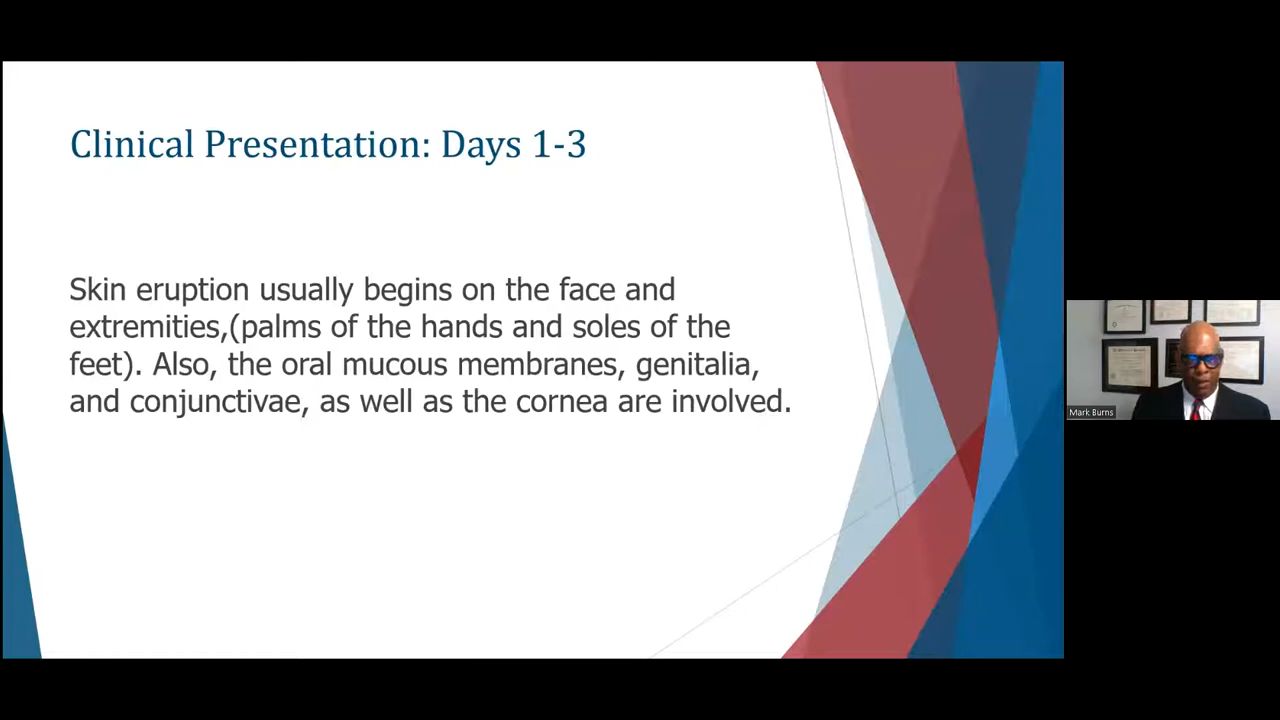 Clinical Presentation: Days 1-3
Skin eruption usually begins on the face and
extremities,(palms of the hands and soles of the
feet). Also, the oral mucous membranes, genitalia,
and conjunctivae, as well as the cornea are involved.
Mark Burns